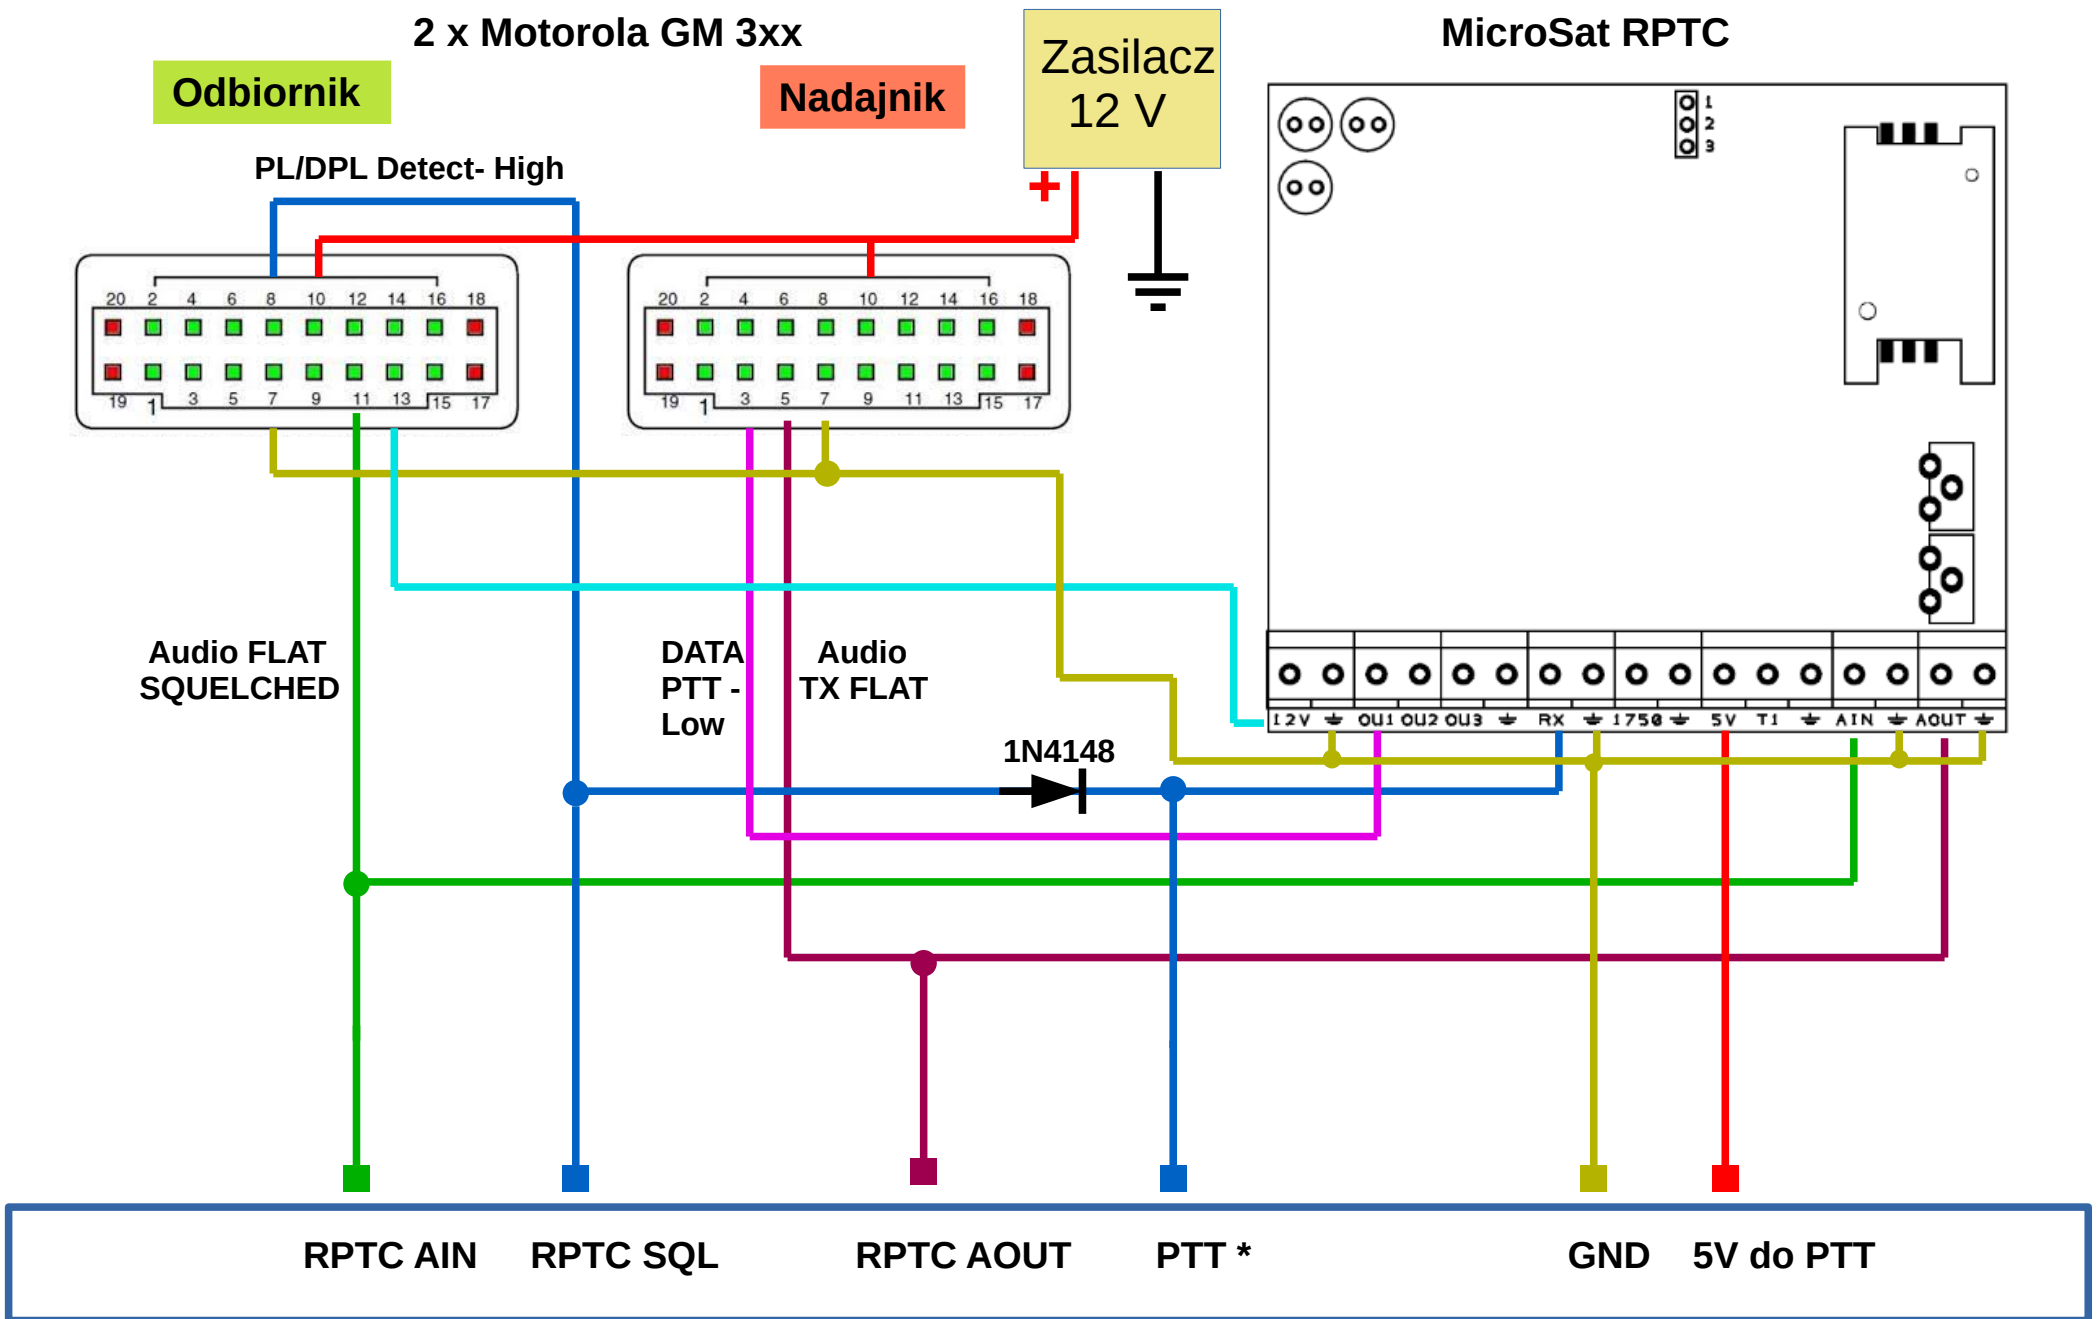 2 x Motorola GM 3xx
Zasilacz
12 V
MicroSat RPTC
Odbiornik
Nadajnik
PL/DPL Detect- High
+
1
2
3
20 2 4 6 8 10 12 14 16 18
19 1 3 5 7 9 11 13 15 17
20 2 4 6 8 10 12 14 16 18
19 1 3 5 7 9 11 13 15 17
Audio FLAT
SQUELCHED
DATA
PTT -
Low
Audio
TX FLAT
12V OU1 OU2 OU3 RX 1750 5V T1 AIN AOUT
1N4148
RPTC AIN RPTC SQL RPTC AOUT PTT * GND 5V do PTT